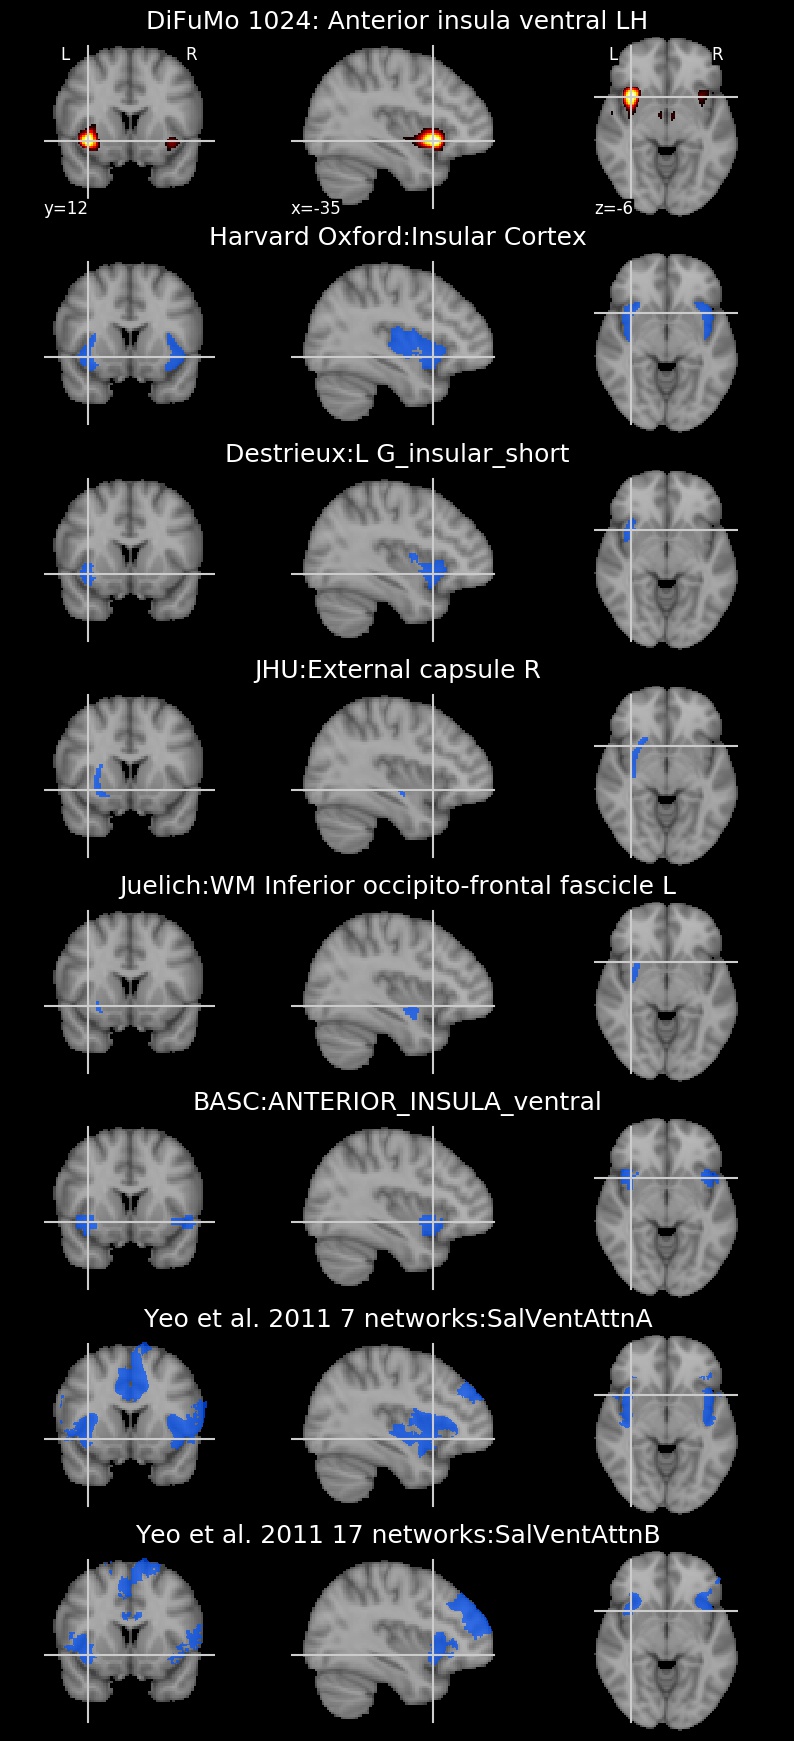 DiFuMo 1024: Anterior insula ventral LH
L R L R
y=12 x=-35 z=-6
Harvard Oxford:Insular Cortex
Destrieux:L G_insular_short
JHU:External capsule R
Juelich:WM Inferior occipito-frontal fascicle L
BASC:ANTERIOR_INSULA_ventral
Yeo et al. 2011 7 networks:SalVentAttnA
Yeo et al. 2011 17 networks:SalVentAttnB